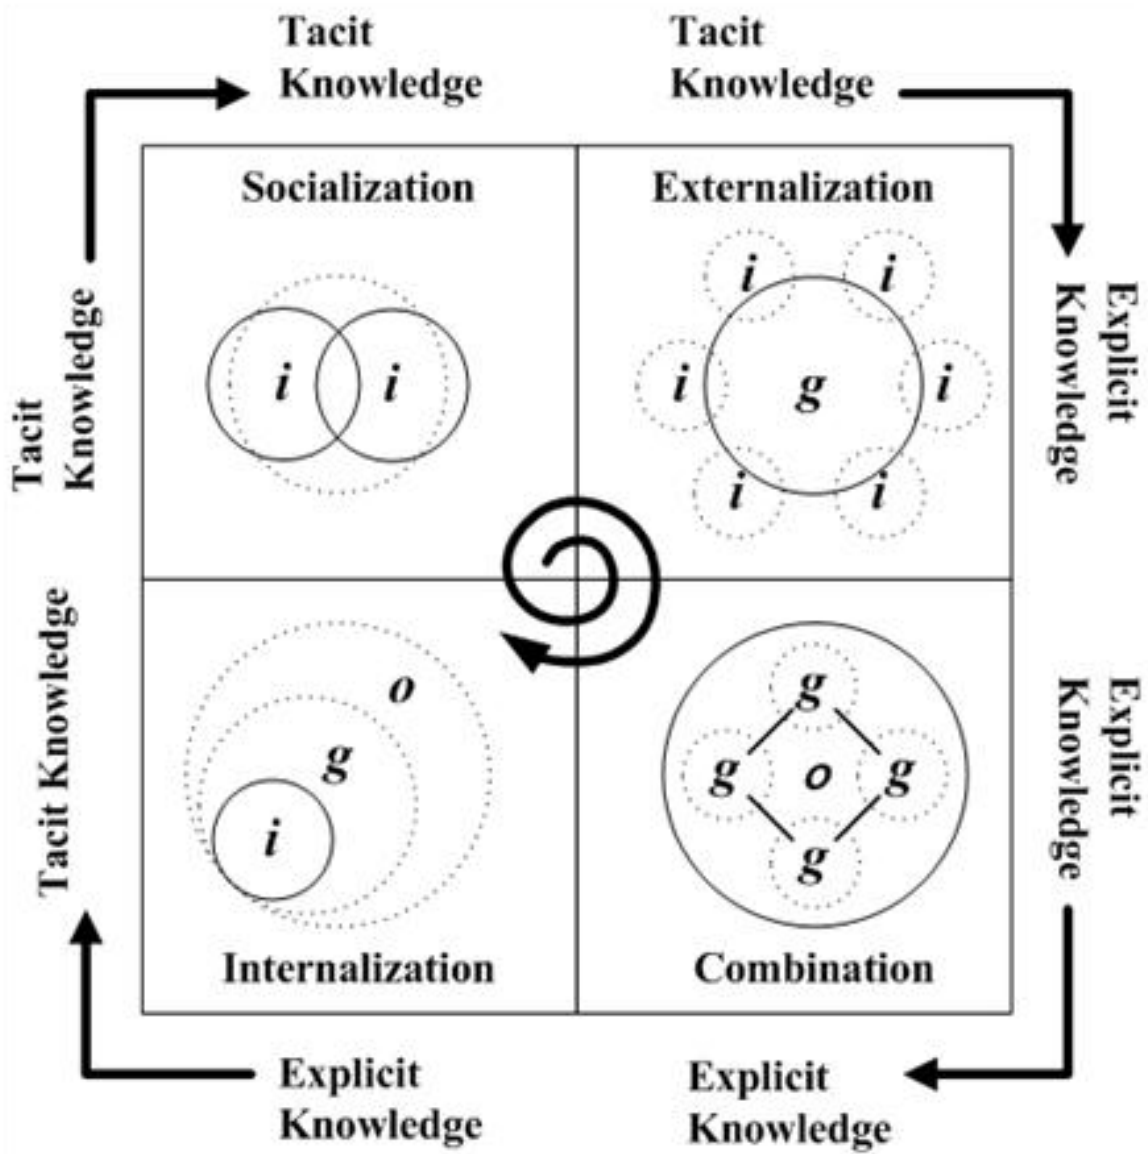 Tacit
Knowledge
Tacit
Knowledge
Socialization
Externalization
i
i
i
i
i
i
g
i
i
i
Tacit
Knowledge
Explicit
Knowledge
Tacit Knowledge
Explicit
Knowledge
o
g
i
g
g
o
g
g
Internalization
Combination
Explicit
Knowledge
Explicit
Knowledge